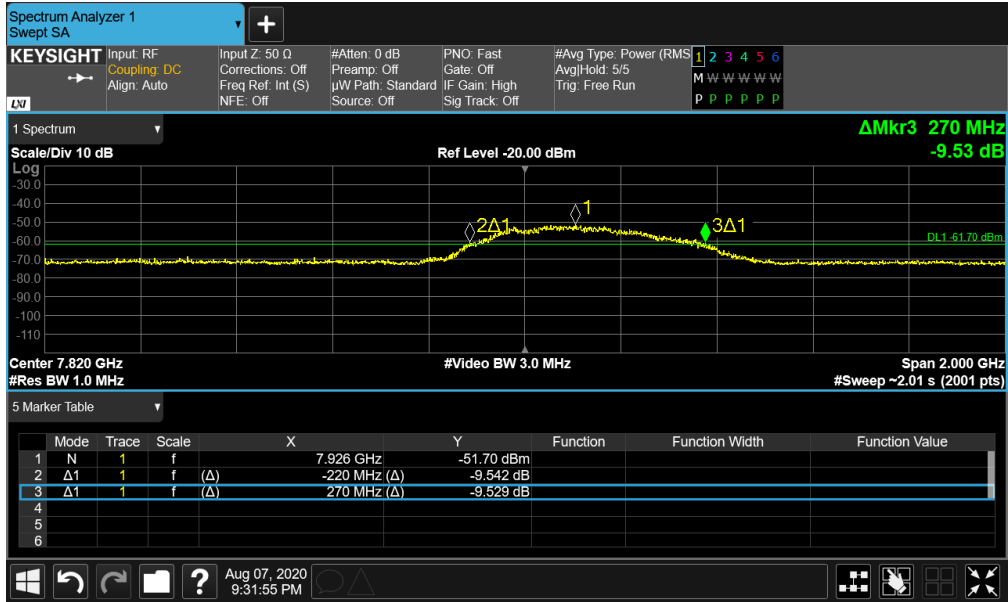 Spectrum Analyzer 1
Swept SA
+
KEYSIGHT
LXI
Input: RF
Coupling: DC
Align: Auto
Input Z: 50 Ω
Corrections: Off
Freq Ref: Int (S)
NFE: Off
#Atten: 0 dB
Preamp: Off
µW Path: Standard
Source: Off
PNO: Fast
Gate: Off
IF Gain: High
Sig Track: Off
#Avg Type: Power (RMS
Avg|Hold: 5/5
Trig: Free Run
1 2 3 4 5 6
M W W W W W
P P P P P P
1 Spectrum
ΔMkr3 270 MHz
-9.53 dB
Scale/Div 10 dB
Ref Level -20.00 dBm
Log
-30.0
-40.0
-50.0
-60.0
-70.0
-80.0
-90.0
-100
-110
2Δ1
1
3Δ1
DL1 -61.70 dBm
Center 7.820 GHz
#Video BW 3.0 MHz
Span 2.000 GHz
#Res BW 1.0 MHz
#Sweep ~2.01 s (2001 pts)
5 Marker Table
Mode Trace Scale X Y Function Function Width Function Value
1 N 1 f 7.926 GHz -51.70 dBm
2 Δ1 1 f (Δ) -220 MHz (Δ) -9.542 dB
3 Δ1 1 f (Δ) 270 MHz (Δ) -9.529 dB
4
5
6
?
Aug 07, 2020
9:31:55 PM